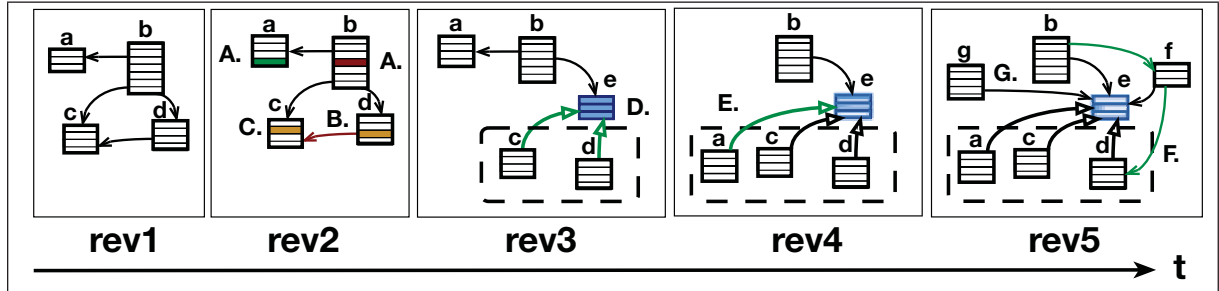 a b c d
rev1
A. a b A. c d C. B.
rev2
a b e D. c d
rev3
b e E. a c d
rev4
b f g G. e a c d F.
rev5
t